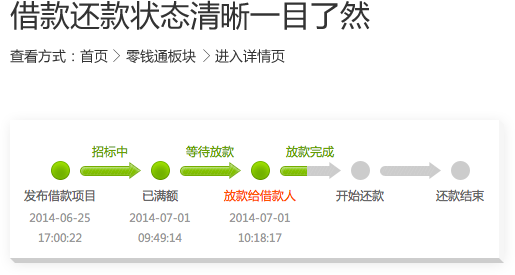 借款还款状态清晰一目了然
查看方式：首页 > 零钱通板块 > 进入详情页
招标中 等待放款 放款完成
发布借款项目 已满额 放款给借款人 开始还款 还款结束
2014-06-25 2014-07-01 2014-07-01
17:00:22 09:49:14 10:18:17